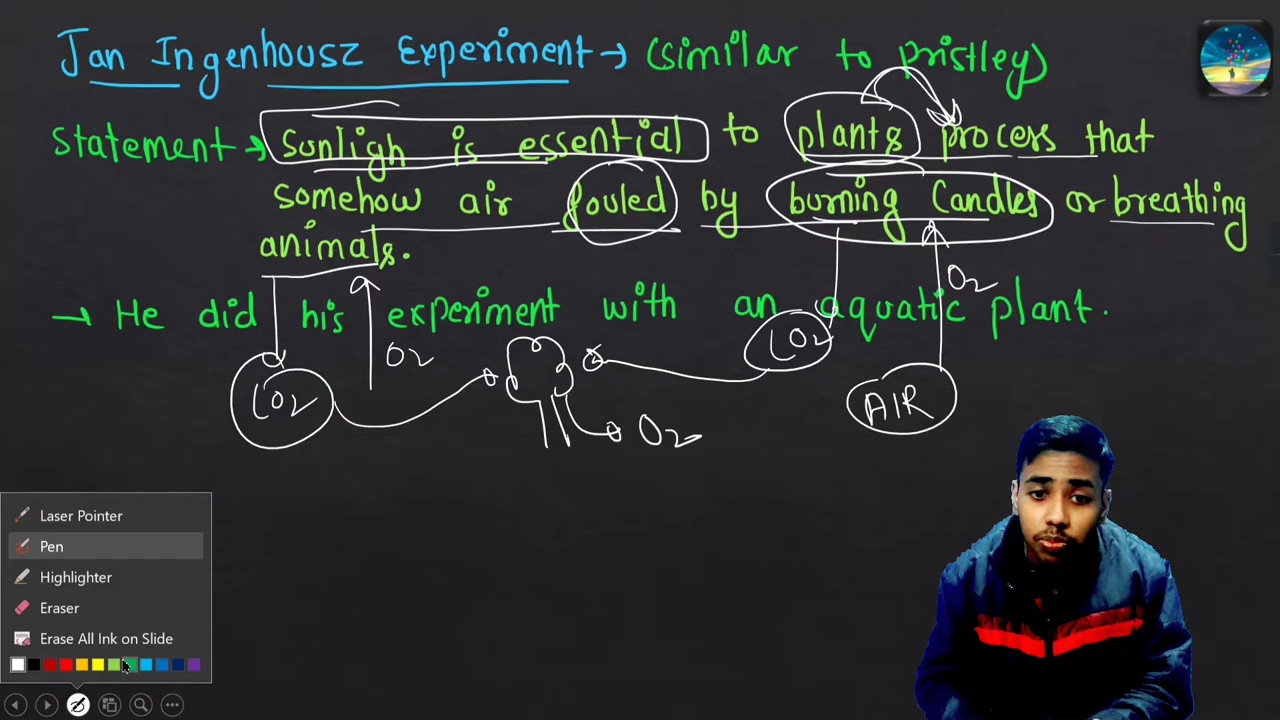 Jan Ingenhousz Experiment → (similar to pristley)
Statement → Sunligh is essential to plants process that
somehow air fouled by burning Candles or breathing
animals.
→ He did his experiment with an aquatic plant.
O2
O2
CO2
CO2
AIR
O2
Laser Pointer
Pen
Highlighter
Eraser
Erase All Ink on Slide